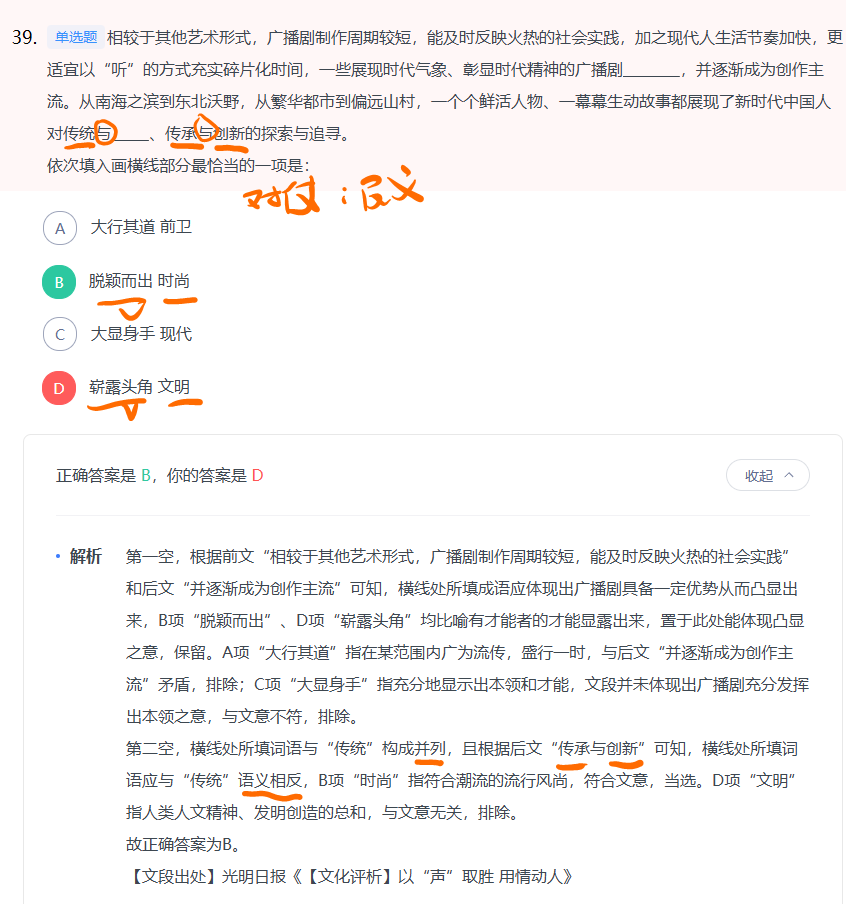 39. 单选题 相较于其他艺术形式，广播剧制作周期较短，能及时反映火热的社会实践，加之现代人生活节奏加快，更
适宜以“听”的方式充实碎片化时间，一些展现时代气象、彰显时代精神的广播剧_______，并逐渐成为创作主
流。从南海之滨到东北沃野，从繁华都市到偏远山村，一个个鲜活人物、一幕幕生动故事都展现了新时代中国人
对传统与_____、传承与创新的探索与追寻。
依次填入画横线部分最恰当的一项是：
对仗：反义
A 大行其道 前卫
B 脱颖而出 时尚
C 大显身手 现代
D 崭露头角 文明
正确答案是 B，你的答案是 D
收起
解析 第一空，根据前文“相较于其他艺术形式，广播剧制作周期较短，能及时反映火热的社会实践”
和后文“并逐渐成为创作主流”可知，横线处所填成语应体现出广播剧具备一定优势从而凸显出
来，B项“脱颖而出”、D项“崭露头角”均比喻有才能者的才能显露出来，置于此处能体现凸显
之意，保留。A项“大行其道”指在某范围内广为流传，盛行一时，与后文“并逐渐成为创作主
流”矛盾，排除；C项“大显身手”指充分地显示出本领和才能，文段并未体现出广播剧充分发挥
出本领之意，与文意不符，排除。
第二空，横线处所填词语与“传统”构成并列，且根据后文“传承与创新”可知，横线处所填词
语应与“传统”语义相反，B项“时尚”指符合潮流的流行风尚，符合文意，当选。D项“文明”
指人类人文精神、发明创造的总和，与文意无关，排除。
故正确答案为B。
【文段出处】光明日报《【文化评析】以“声”取胜 用情动人》